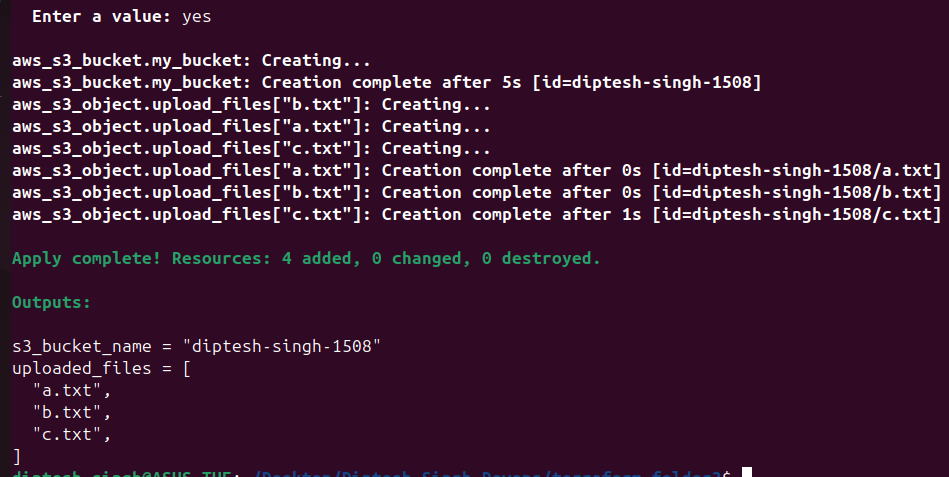 Enter a value: yes
aws_s3_bucket.my_bucket: Creating...
aws_s3_bucket.my_bucket: Creation complete after 5s [id=diptesh-singh-1508]
aws_s3_object.upload_files["b.txt"]: Creating...
aws_s3_object.upload_files["a.txt"]: Creating...
aws_s3_object.upload_files["c.txt"]: Creating...
aws_s3_object.upload_files["a.txt"]: Creation complete after 0s [id=diptesh-singh-1508/a.txt]
aws_s3_object.upload_files["b.txt"]: Creation complete after 0s [id=diptesh-singh-1508/b.txt]
aws_s3_object.upload_files["c.txt"]: Creation complete after 1s [id=diptesh-singh-1508/c.txt]
Apply complete! Resources: 4 added, 0 changed, 0 destroyed.
Outputs:
s3_bucket_name = "diptesh-singh-1508"
uploaded_files = [
"a.txt",
"b.txt",
"c.txt",
]